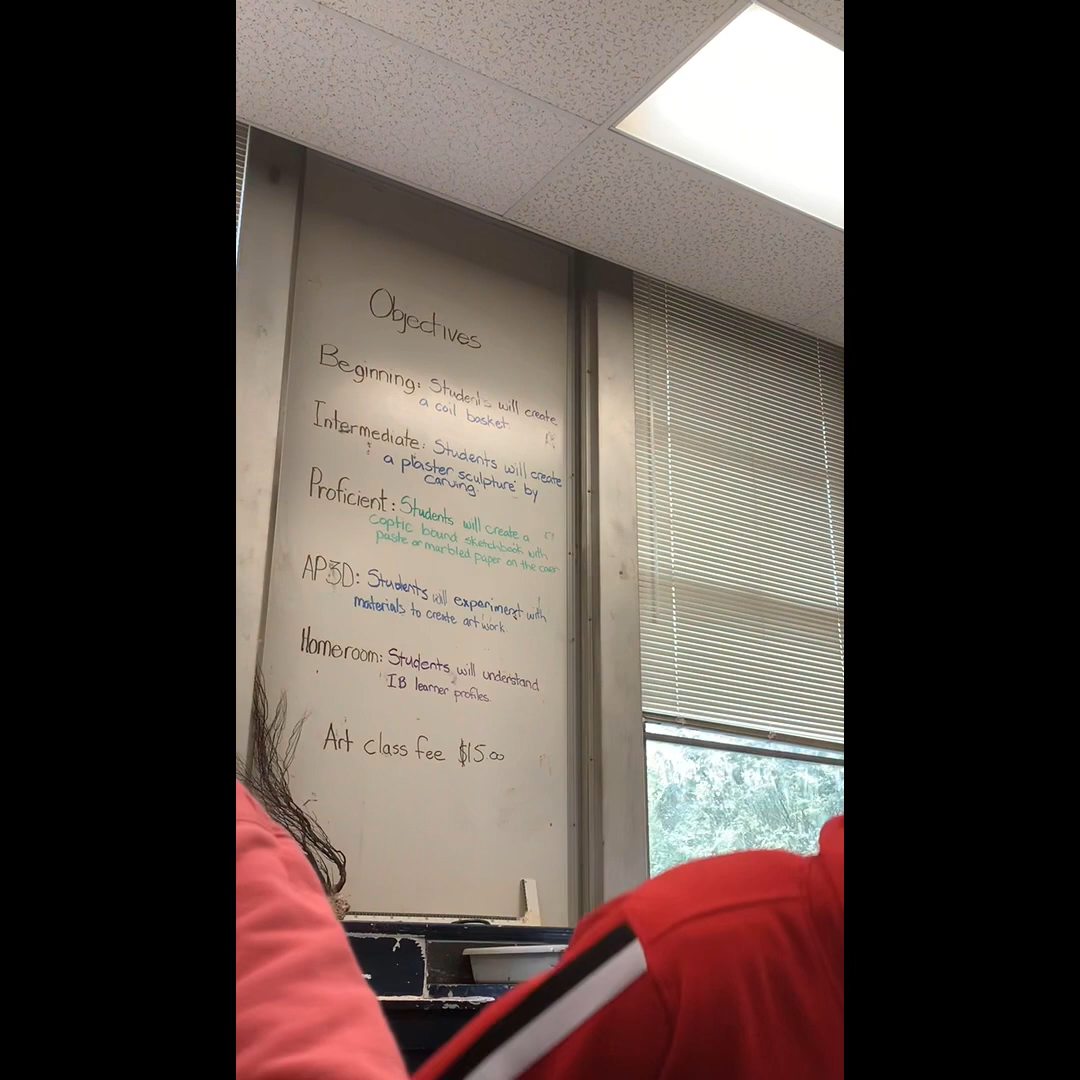 Objectives
Beginning: Students will create
a coil basket
Intermediate: Students will create
a plaster sculpture by
carving.
Proficient: Students will create a
coptic bound sketchbook with
paste or marbled paper on the cover
AP3D: Students will experiment with
materials to create artwork.
Homeroom: Students will understand
IB learner profiles.
Art class fee $15.00